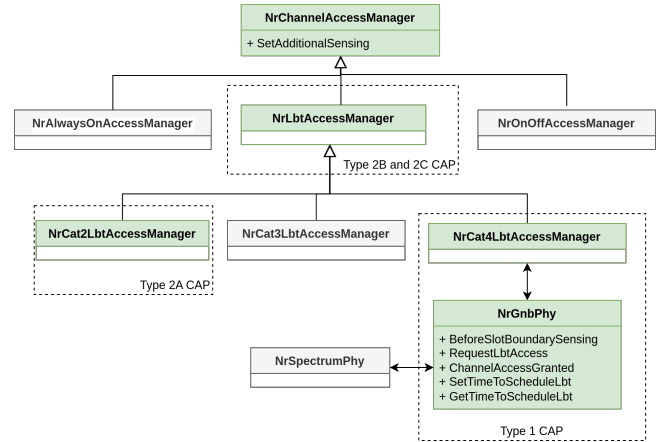 NrChannelAccessManager
+ SetAdditionalSensing
NrAlwaysOnAccessManager
NrLbtAccessManager
NrOnOffAccessManager
Type 2B and 2C CAP
NrCat2LbtAccessManager
NrCat3LbtAccessManager
NrCat4LbtAccessManager
Type 2A CAP
NrGnbPhy
+ BeforeSlotBoundarySensing
+ RequestLbtAccess
+ ChannelAccessGranted
+ SetTimeToScheduleLbt
+ GetTimeToScheduleLbt
NrSpectrumPhy
Type 1 CAP